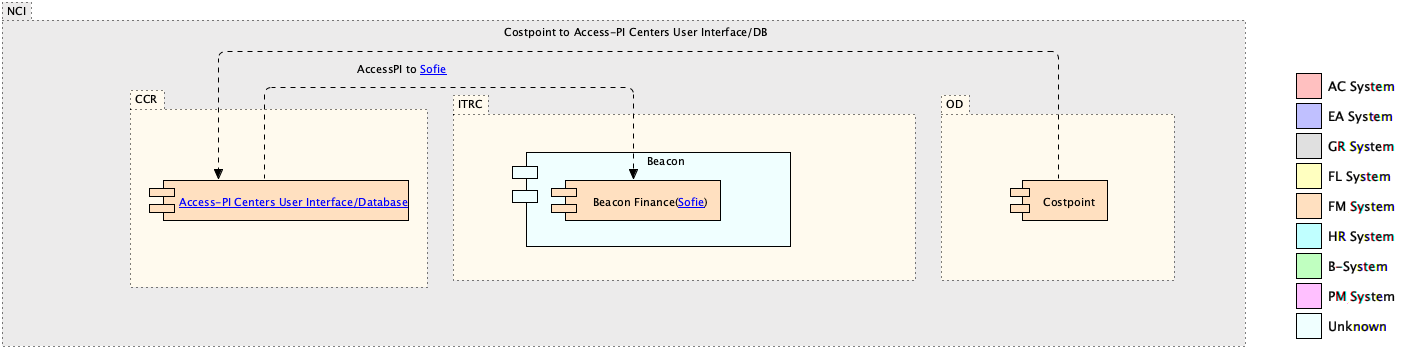 NCI
Costpoint to Access-PI Centers User Interface/DB
AccessPI to Sofie
CCR
ITRC
OD
Beacon
Access-PI Centers User Interface/Database
Beacon Finance(Sofie)
Costpoint
AC System
EA System
GR System
FL System
FM System
HR System
B-System
PM System
Unknown